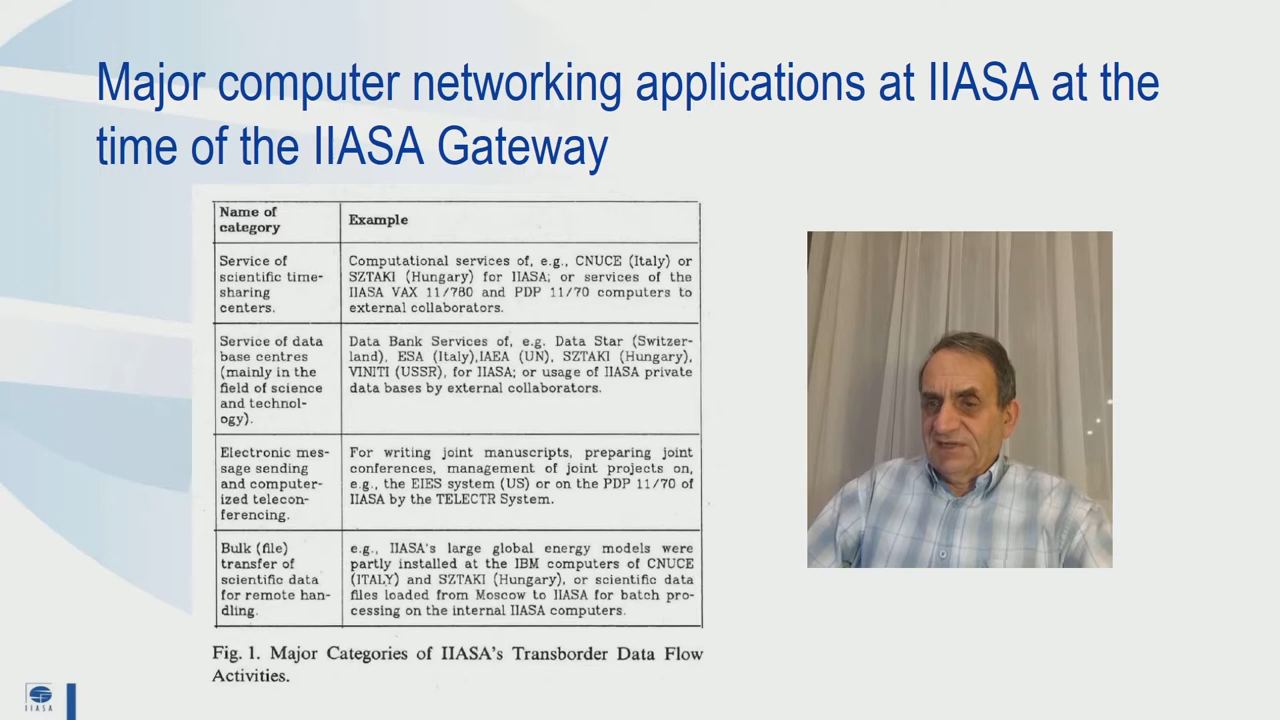 Major computer networking applications at IIASA at the
time of the IIASA Gateway
Name of
category
Example
Service of
scientific time-
sharing
centers.
Computational services of, e.g., CNUCE (Italy) or
SZTAKI (Hungary) for IIASA; or services of the
IIASA VAX 11/780 and PDP 11/70 computers to
external collaborators.
Service of data
base centres
(mainly in the
field of science
and technol-
ogy).
Data Bank Services of, e.g. Data Star (Switzer-
land), ESA (Italy),IAEA (UN), SZTAKI (Hungary),
VINITI (USSR), for IIASA; or usage of IIASA private
data bases by external collaborators.
Electronic mes-
sage sending
and computer-
ized telecon-
ferencing.
For writing joint manuscripts, preparing joint
conferences, management of joint projects on,
e.g., the EIES system (US) or on the PDP 11/70 of
IIASA by the TELECTR System.
Bulk (file)
transfer of
scientific data
for remote han-
dling.
e.g., IIASA's large global energy models were
partly installed at the IBM computers of CNUCE
(ITALY) and SZTAKI (Hungary), or scientific data
files loaded from Moscow to IIASA for batch pro-
cessing on the internal IIASA computers.
Fig. 1. Major Categories of IIASA's Transborder Data Flow
Activities.
IIASA